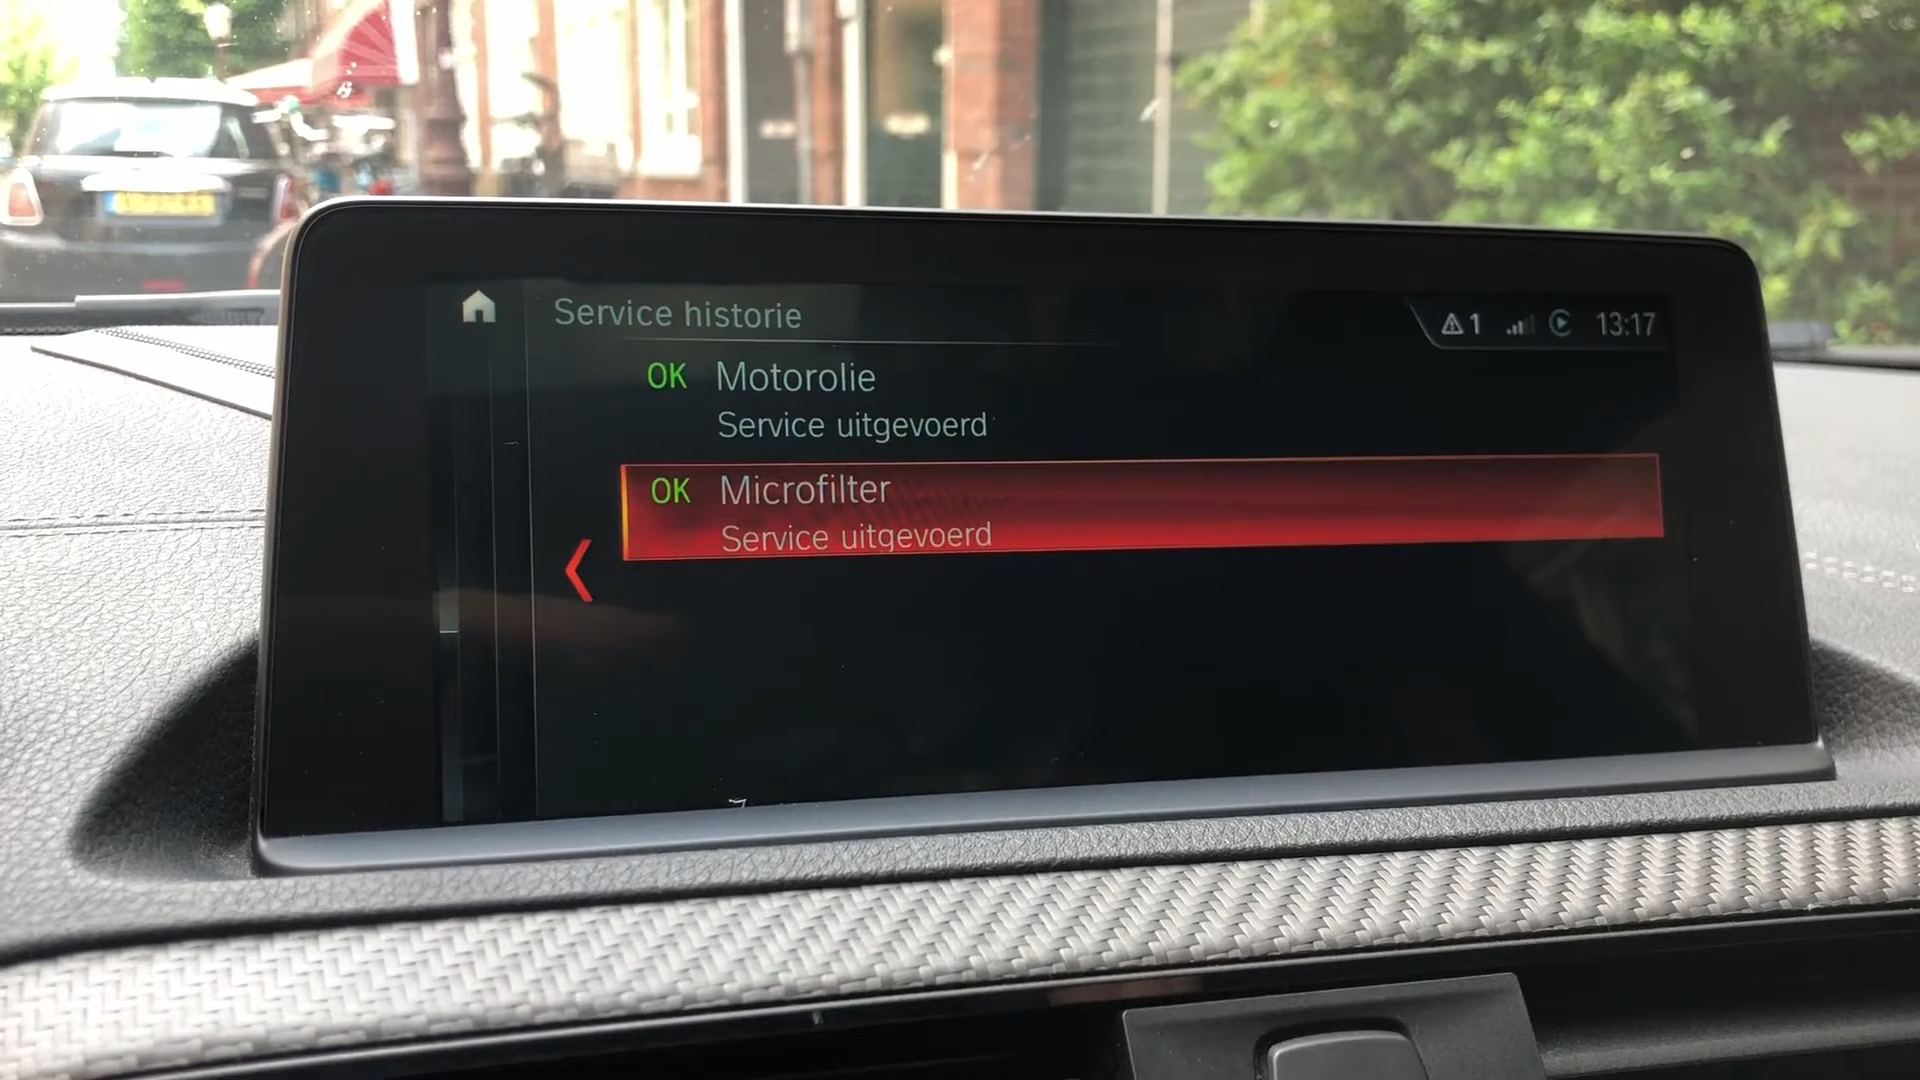 Service historie
1 13:17
OK Motorolie
Service uitgevoerd
OK Microfilter
Service uitgevoerd